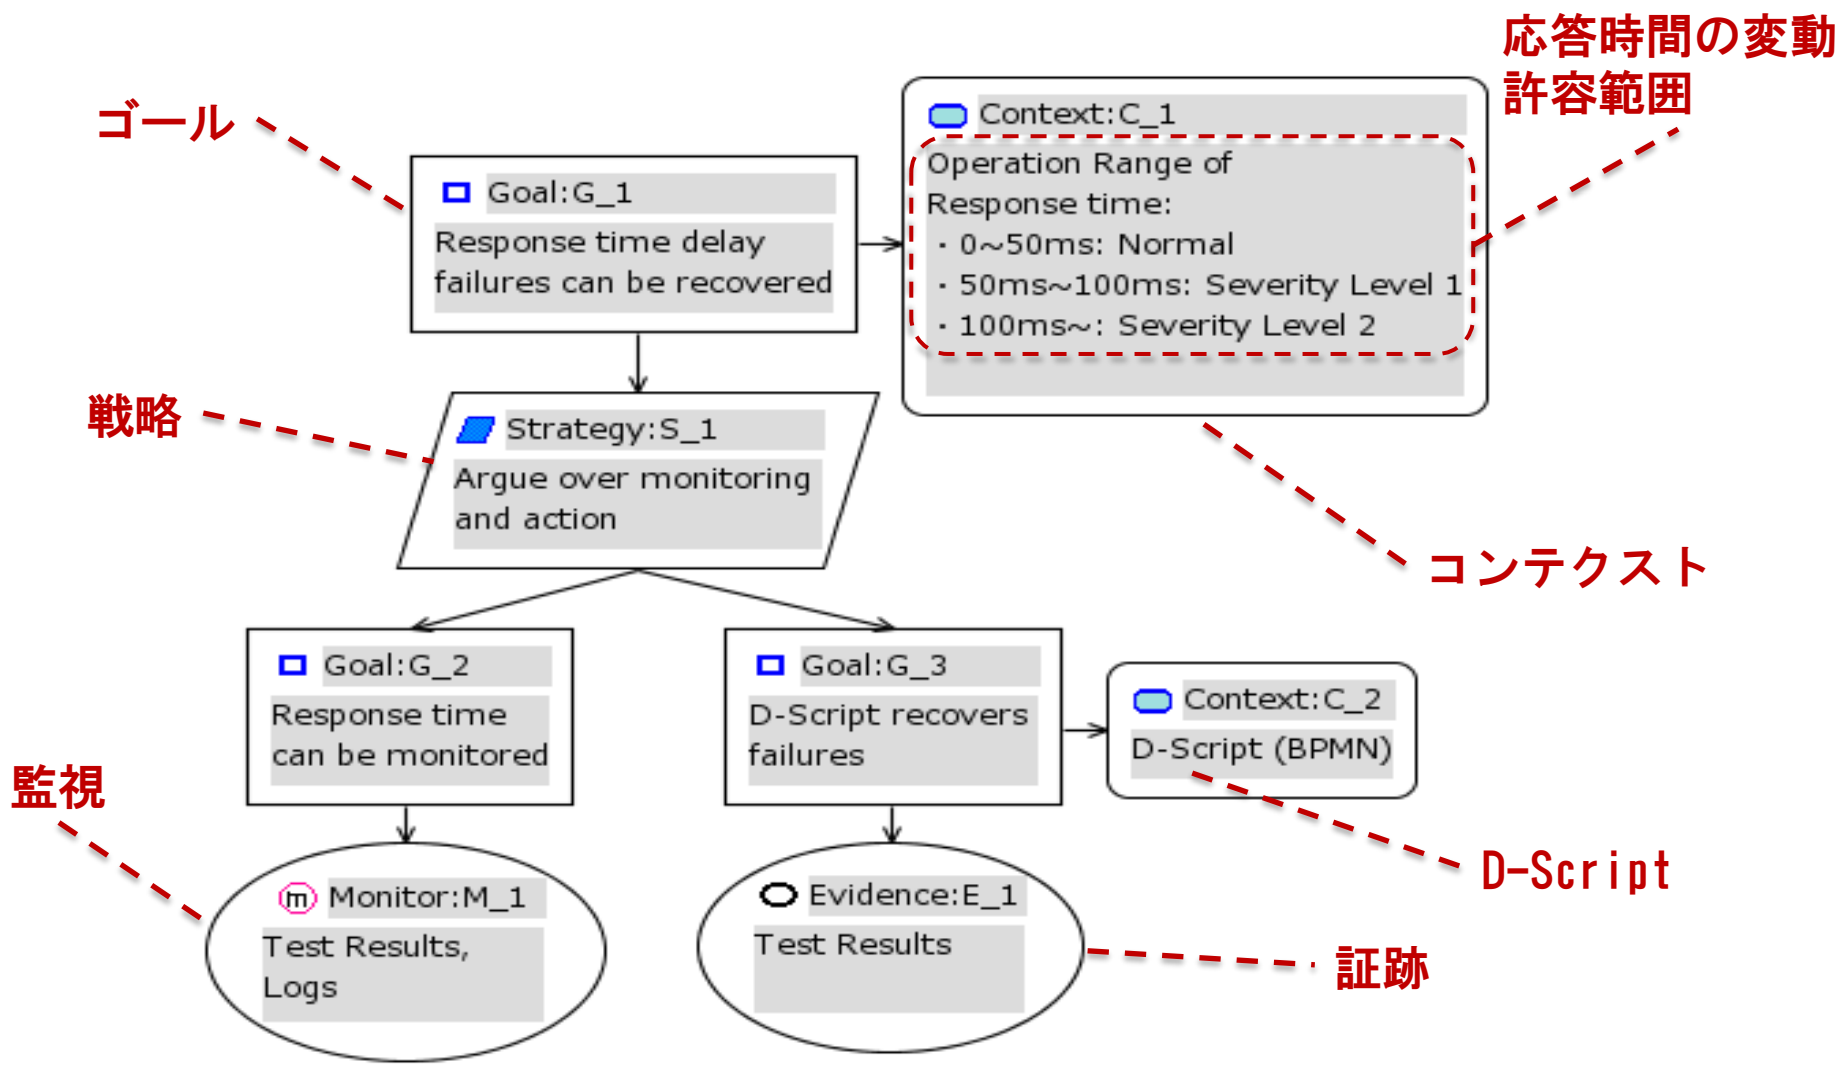 応答時間の変動
許容範囲
ゴール
Context:C_1
Operation Range of
Response time:
・0~50ms: Normal
・50ms~100ms: Severity Level 1
・100ms~: Severity Level 2
Goal:G_1
Response time delay
failures can be recovered
戦略
Strategy:S_1
Argue over monitoring
and action
コンテクスト
Goal:G_2
Response time
can be monitored
Goal:G_3
D-Script recovers
failures
Context:C_2
D-Script (BPMN)
監視
D-Script
Monitor:M_1
Test Results,
Logs
Evidence:E_1
Test Results
証跡
m